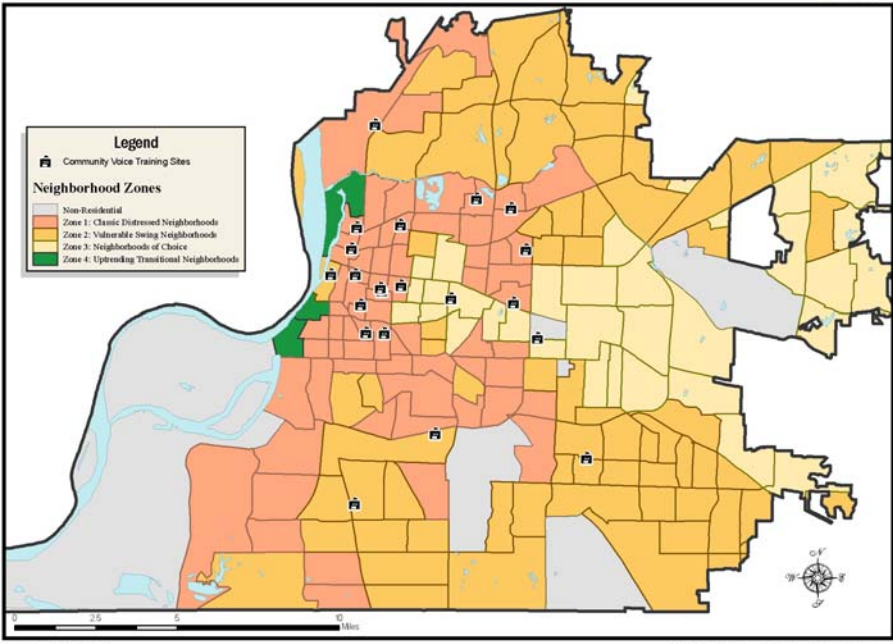 Legend
Community Voice Training Sites
Neighborhood Zones
Non-Residential
Zone 1: Classic Distressed Neighborhoods
Zone 2: Vulnerable Swing Neighborhoods
Zone 3: Neighborhoods of Choice
Zone 4: Uptrending Transitional Neighborhoods
N
W E
S
0 2.5 5 10
Miles